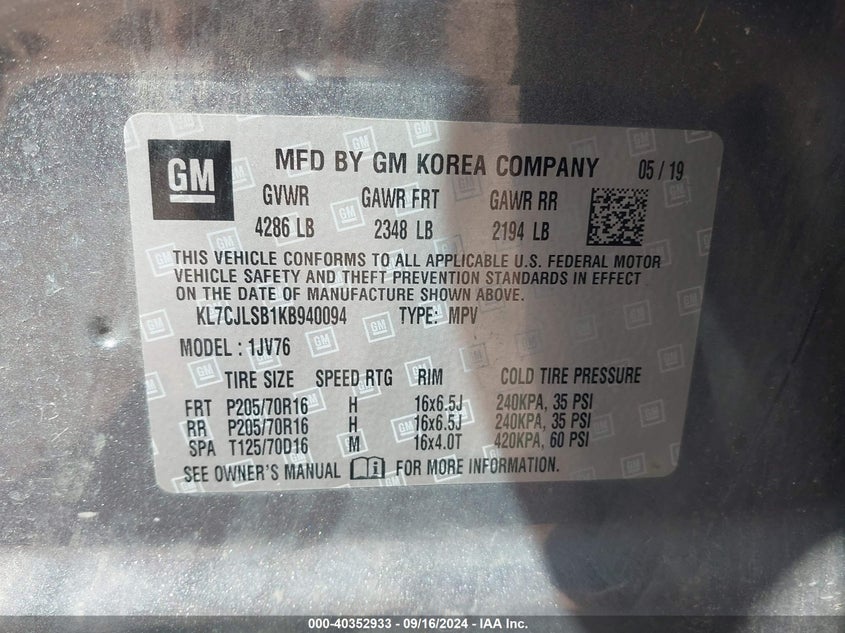 GM MFD BY GM KOREA COMPANY 05 / 19
GVWR GAWR FRT GAWR RR
4286 LB 2348 LB 2194 LB
THIS VEHICLE CONFORMS TO ALL APPLICABLE U.S. FEDERAL MOTOR
VEHICLE SAFETY AND THEFT PREVENTION STANDARDS IN EFFECT
ON THE DATE OF MANUFACTURE SHOWN ABOVE.
KL7CJLSB1KB940094 TYPE: MPV
MODEL : 1JV76
TIRE SIZE SPEED RTG RIM COLD TIRE PRESSURE
FRT P205/70R16 H 16x6.5J 240KPA, 35 PSI
RR P205/70R16 H 16x6.5J 240KPA, 35 PSI
SPA T125/70D16 M 16x4.0T 420KPA, 60 PSI
SEE OWNER'S MANUAL FOR MORE INFORMATION.
000-40352933 - 09/16/2024 - IAA Inc.